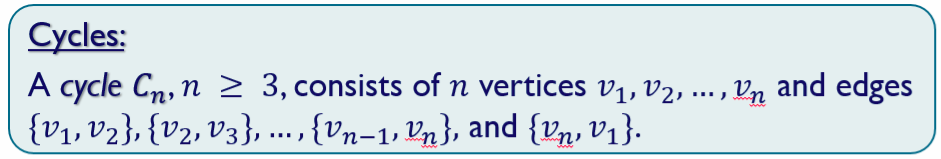 Cycles:
A cycle Cₙ, n ≥ 3, consists of n vertices v₁, v₂, … , vₙ and edges
{v₁, v₂}, {v₂, v₃}, … , {vₙ₋₁, vₙ}, and {vₙ, v₁}.